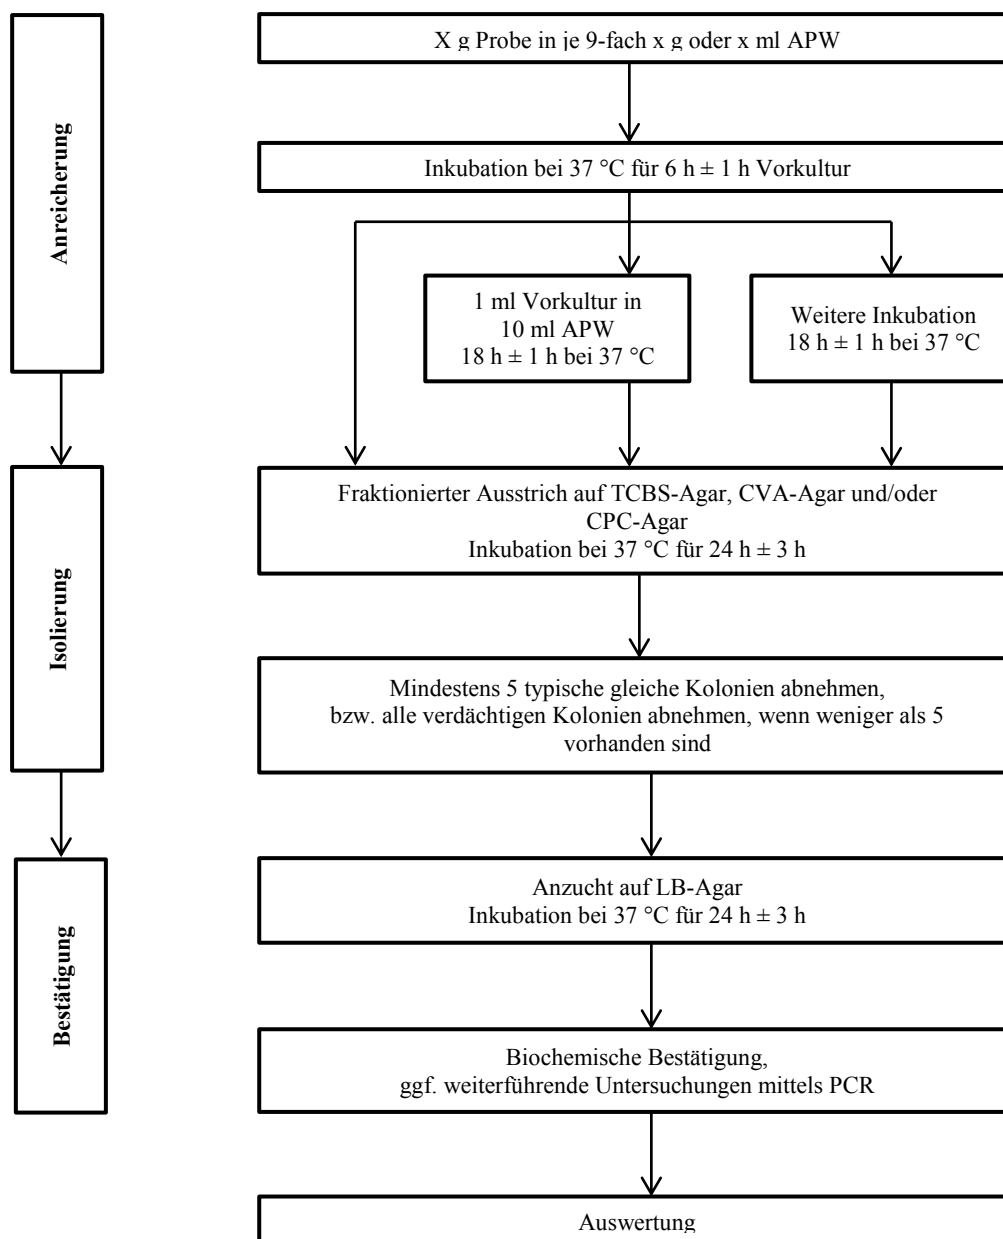 Anreicherung
X g Probe in je 9-fach x g oder x ml APW
Inkubation bei 37 °C für 6 h ± 1 h Vorkultur
1 ml Vorkultur in
10 ml APW
18 h ± 1 h bei 37 °C
Weitere Inkubation
18 h ± 1 h bei 37 °C
Isolierung
Fraktionierter Ausstrich auf TCBS-Agar, CVA-Agar und/oder
CPC-Agar
Inkubation bei 37 °C für 24 h ± 3 h
Mindestens 5 typische gleiche Kolonien abnehmen,
bzw. alle verdächtigen Kolonien abnehmen, wenn weniger als 5
vorhanden sind
Bestätigung
Anzucht auf LB-Agar
Inkubation bei 37 °C für 24 h ± 3 h
Biochemische Bestätigung,
ggf. weiterführende Untersuchungen mittels PCR
Auswertung